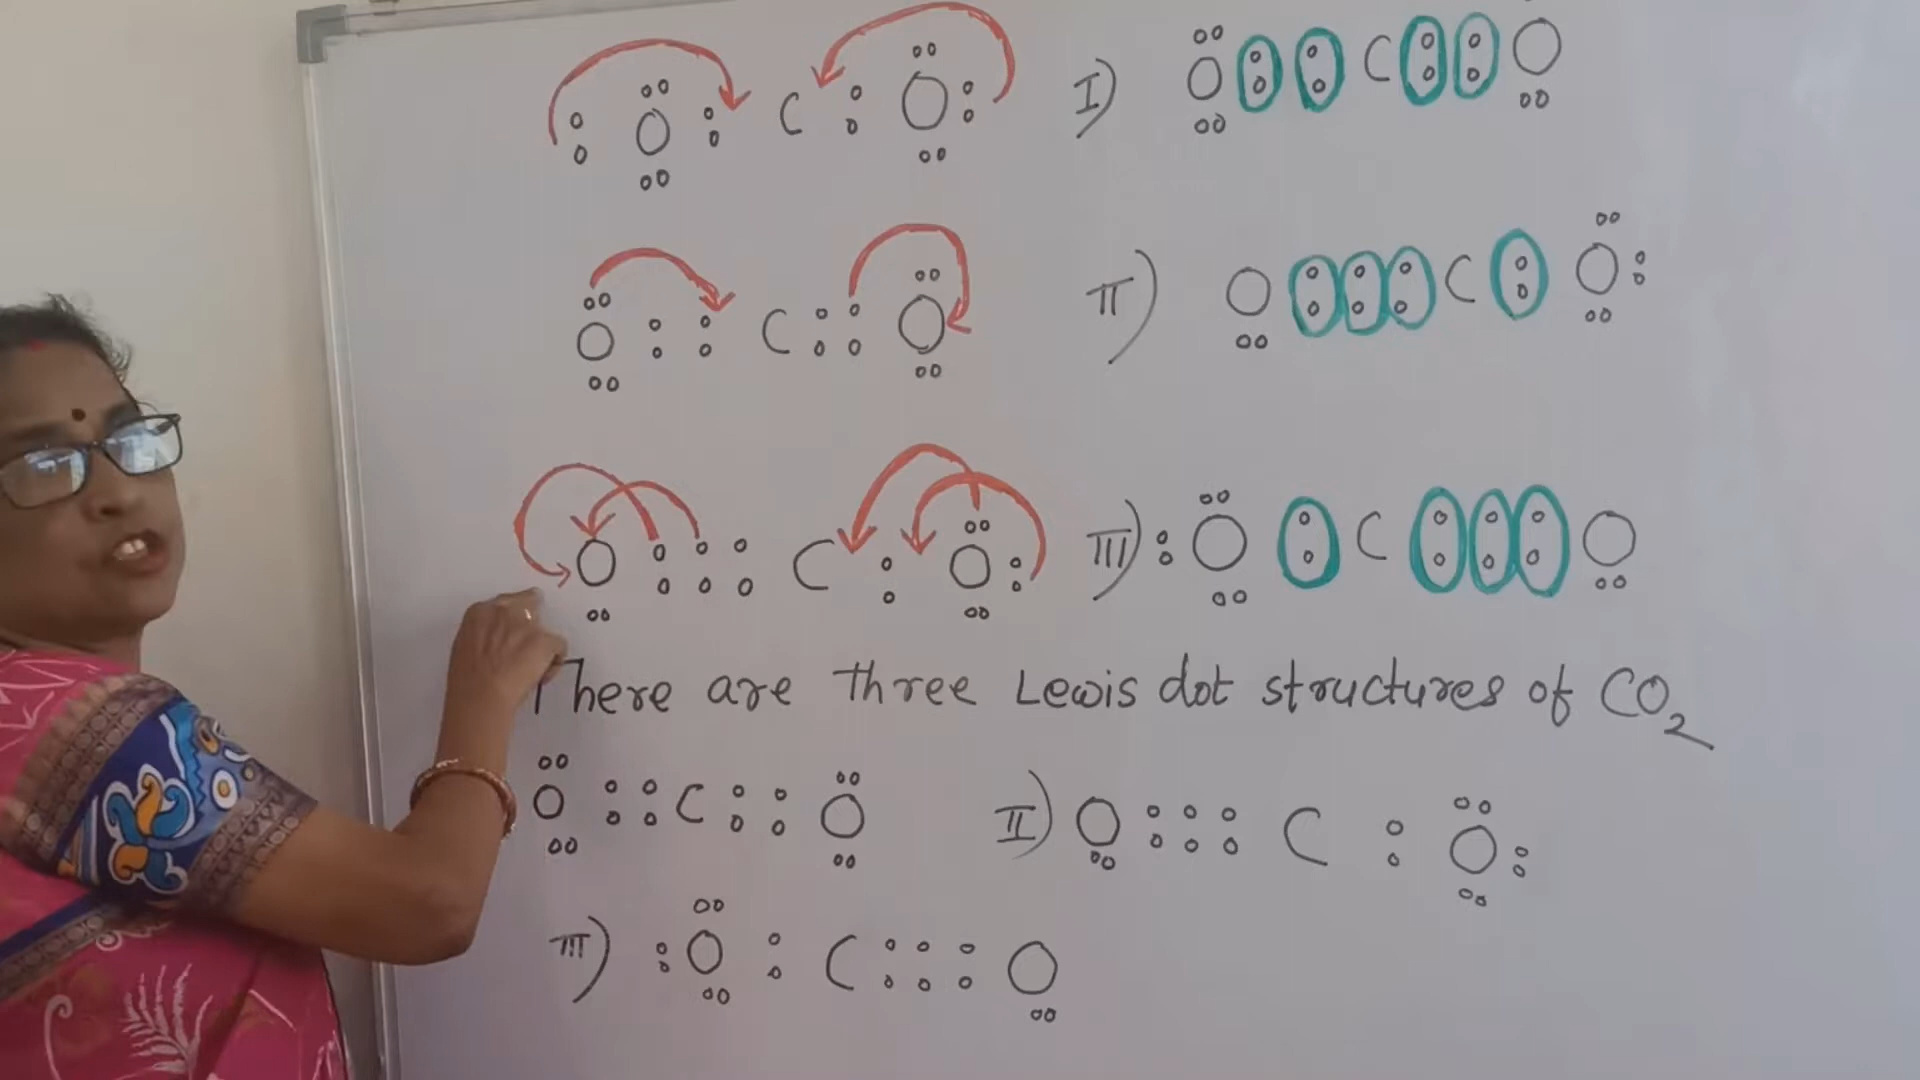 O C O I) O C O
O C O II) O C O
O C O III) O C O
There are three Lewis dot structures of CO2
O C O II) O C O
III) O C O